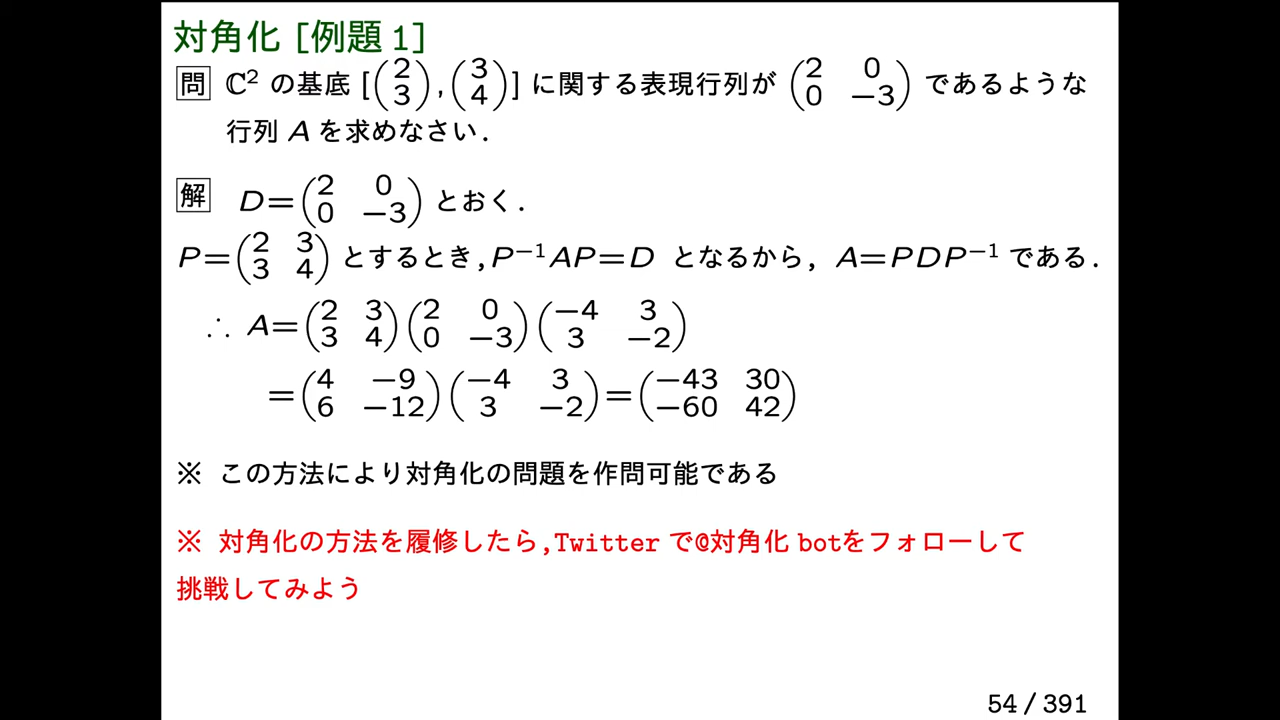 対角化 [例題 1]
問 ℂ² の基底 [(2 3), (3 4)] に関する表現行列が (2 0 0 −3) であるような
行列 A を求めなさい.
解 D=(2 0 0 −3) とおく.
P=(2 3 3 4) とするとき,P⁻¹AP=D となるから, A=PDP⁻¹ である.
∴ A=(2 3 3 4)(2 0 0 −3)(−4 3 3 −2)
=(4 −9 6 −12)(−4 3 3 −2)=(−43 30 −60 42)
※ この方法により対角化の問題を作問可能である
※ 対角化の方法を履修したら,Twitter で@対角化 botをフォローして
挑戦してみよう
54 / 391